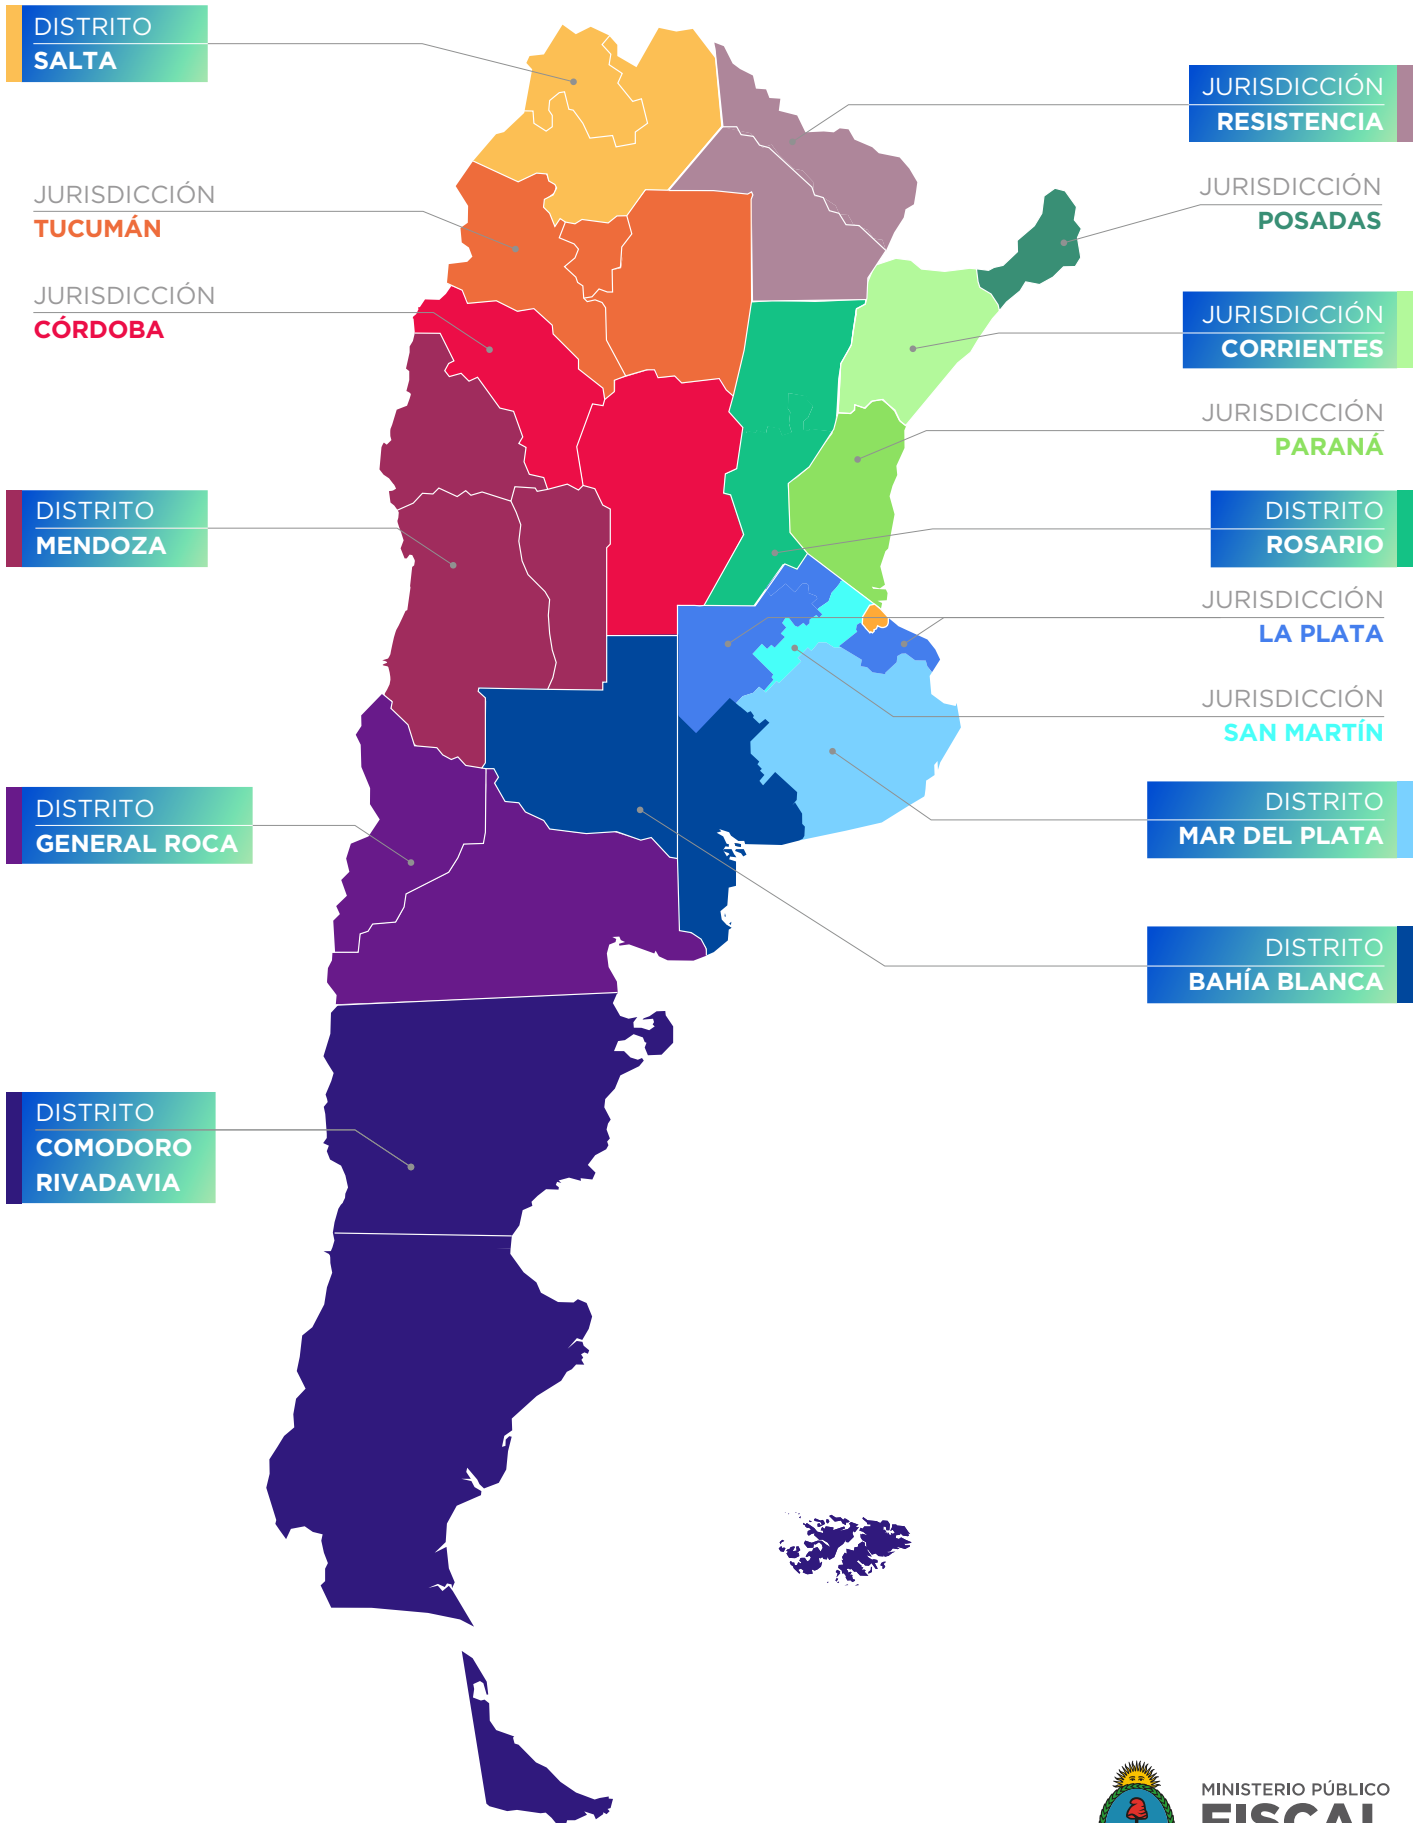 DISTRITO
SALTA
JURISDICCIÓN
RESISTENCIA
JURISDICCIÓN
TUCUMÁN
JURISDICCIÓN
POSADAS
JURISDICCIÓN
CÓRDOBA
JURISDICCIÓN
CORRIENTES
JURISDICCIÓN
PARANÁ
DISTRITO
MENDOZA
DISTRITO
ROSARIO
JURISDICCIÓN
LA PLATA
JURISDICCIÓN
SAN MARTÍN
DISTRITO
GENERAL ROCA
DISTRITO
MAR DEL PLATA
DISTRITO
BAHÍA BLANCA
DISTRITO
COMODORO
RIVADAVIA
MINISTERIO PÚBLICO
FISCAL